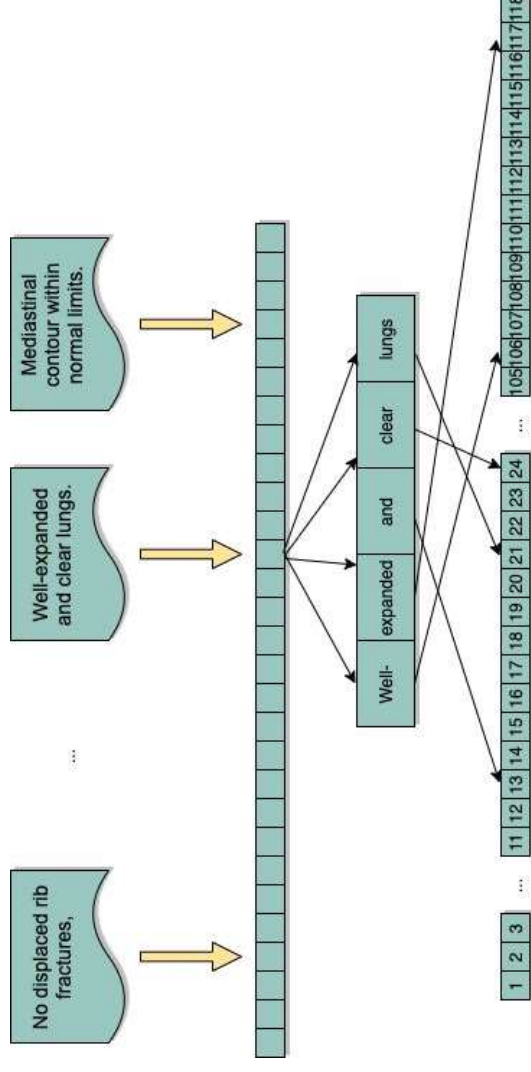 No displaced rib
fractures,
...
Well-expanded
and clear lungs.
Mediastinal
contour within
normal limits.
Well-
expanded
and
clear
lungs
1 2 3 ... 11 12 13 14 15 16 17 18 19 20 21 22 23 24 ... 105 106 107 108 109 110 111 112 113 114 115 116 117 118